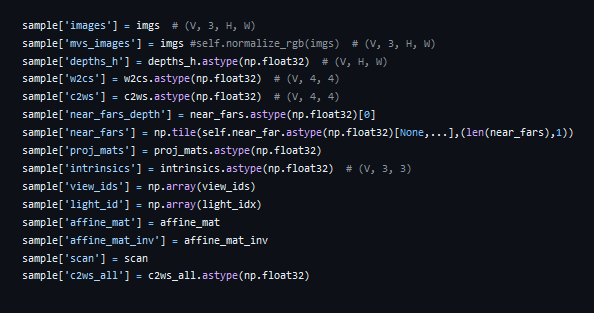 sample['images'] = imgs  # (V, 3, H, W)
sample['mvs_images'] = imgs #self.normalize_rgb(imgs)  # (V, 3, H, W)
sample['depths_h'] = depths_h.astype(np.float32)  # (V, H, W)
sample['w2cs'] = w2cs.astype(np.float32)  # (V, 4, 4)
sample['c2ws'] = c2ws.astype(np.float32)  # (V, 4, 4)
sample['near_fars_depth'] = near_fars.astype(np.float32)[0]
sample['near_fars'] = np.tile(self.near_far.astype(np.float32)[None,...],(len(near_fars),1))
sample['proj_mats'] = proj_mats.astype(np.float32)
sample['intrinsics'] = intrinsics.astype(np.float32)  # (V, 3, 3)
sample['view_ids'] = np.array(view_ids)
sample['light_id'] = np.array(light_idx)
sample['affine_mat'] = affine_mat
sample['affine_mat_inv'] = affine_mat_inv
sample['scan'] = scan
sample['c2ws_all'] = c2ws_all.astype(np.float32)